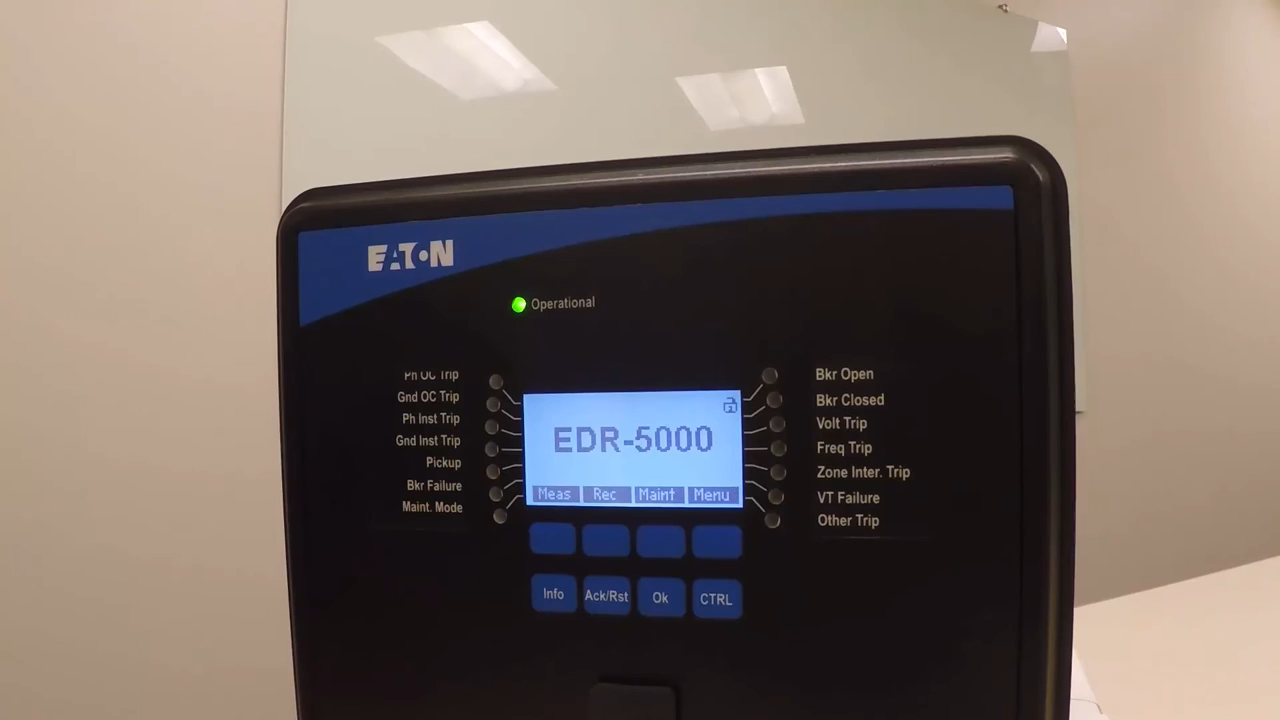 EATON
Operational
Ph OC Trip
Gnd OC Trip
Ph Inst Trip
Gnd Inst Trip
Pickup
Bkr Failure
Maint. Mode
EDR-5000
Meas Rec Maint Menu
Bkr Open
Bkr Closed
Volt Trip
Freq Trip
Zone Inter. Trip
VT Failure
Other Trip
Info Ack/Rst Ok CTRL